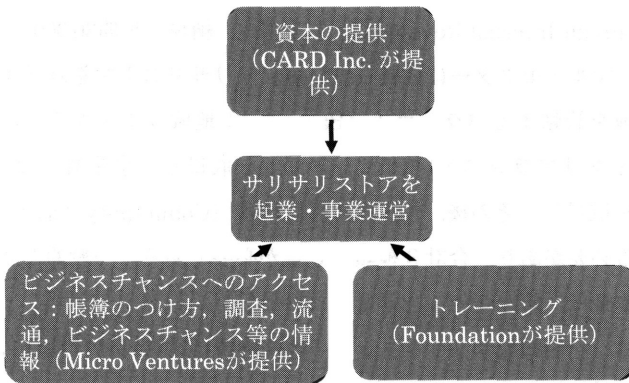 資本の提供
（CARD Inc. が提
供）
サリサリストアを
起業・事業運営
ビジネスチャンスへのアクセ
ス：帳簿のつけ方，調査，流
通，ビジネスチャンス等の情
報（Micro Venturesが提供）
トレーニング
（Foundationが提供）